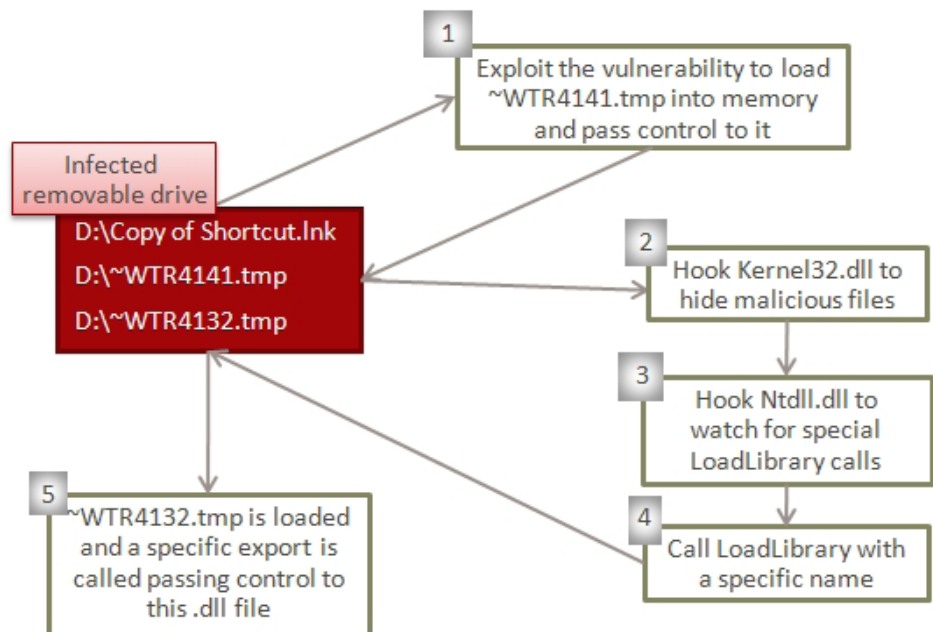 1
Exploit the vulnerability to load
~WTR4141.tmp into memory
and pass control to it
Infected
removable drive
D:\Copy of Shortcut.lnk
D:\~WTR4141.tmp
D:\~WTR4132.tmp
2
Hook Kernel32.dll to
hide malicious files
3
Hook Ntdll.dll to
watch for special
LoadLibrary calls
4
Call LoadLibrary with
a specific name
5
~WTR4132.tmp is loaded
and a specific export is
called passing control to
this .dll file